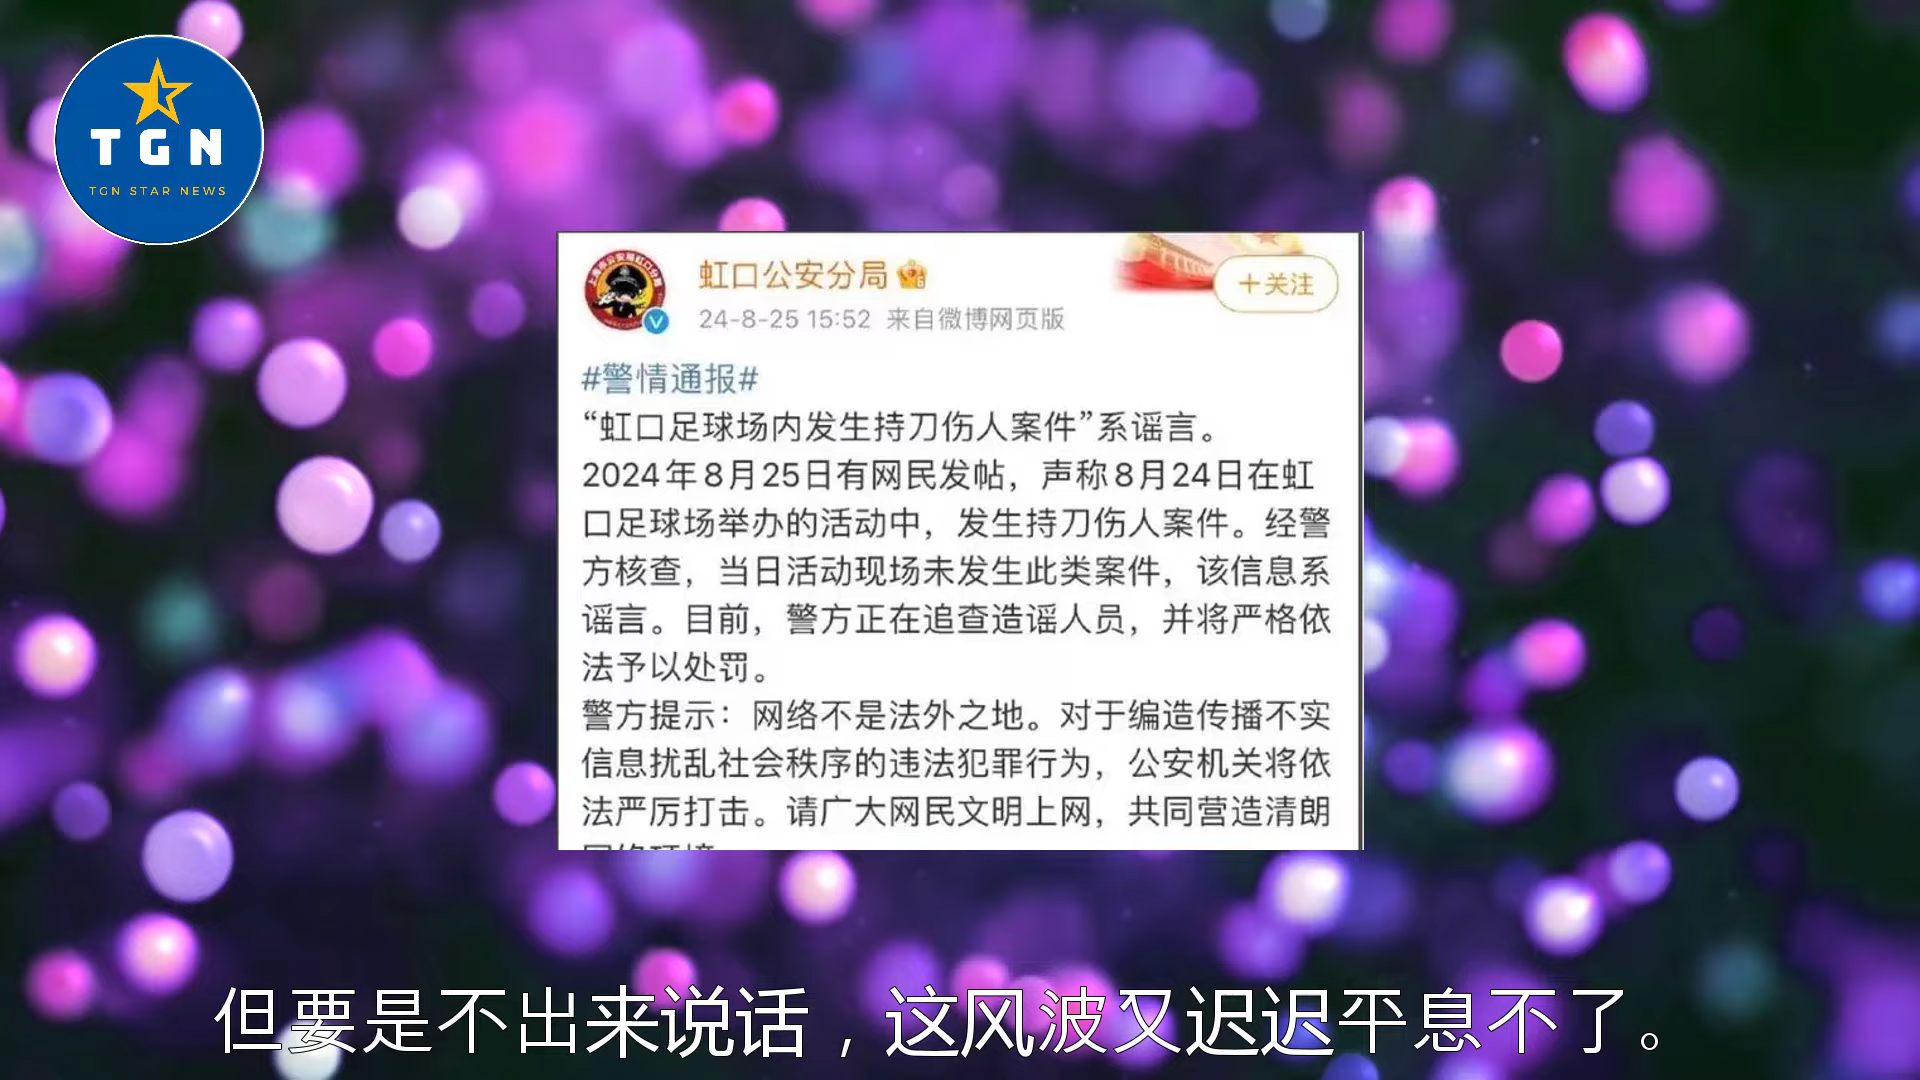 TGN
TGN STAR NEWS
虹口公安分局
+关注
24-8-25 15:52 来自微博网页版
#警情通报#
“虹口足球场内发生持刀伤人案件”系谣言。
2024年8月25日有网民发帖，声称8月24日在虹
口足球场举办的活动中，发生持刀伤人案件。经警
方核查，当日活动现场未发生此类案件，该信息系
谣言。目前，警方正在追查造谣人员，并将严格依
法予以处罚。
警方提示：网络不是法外之地。对于编造传播不实
信息扰乱社会秩序的违法犯罪行为，公安机关将依
法严厉打击。请广大网民文明上网，共同营造清朗
但要是不出来说话，这风波又迟迟平息不了。